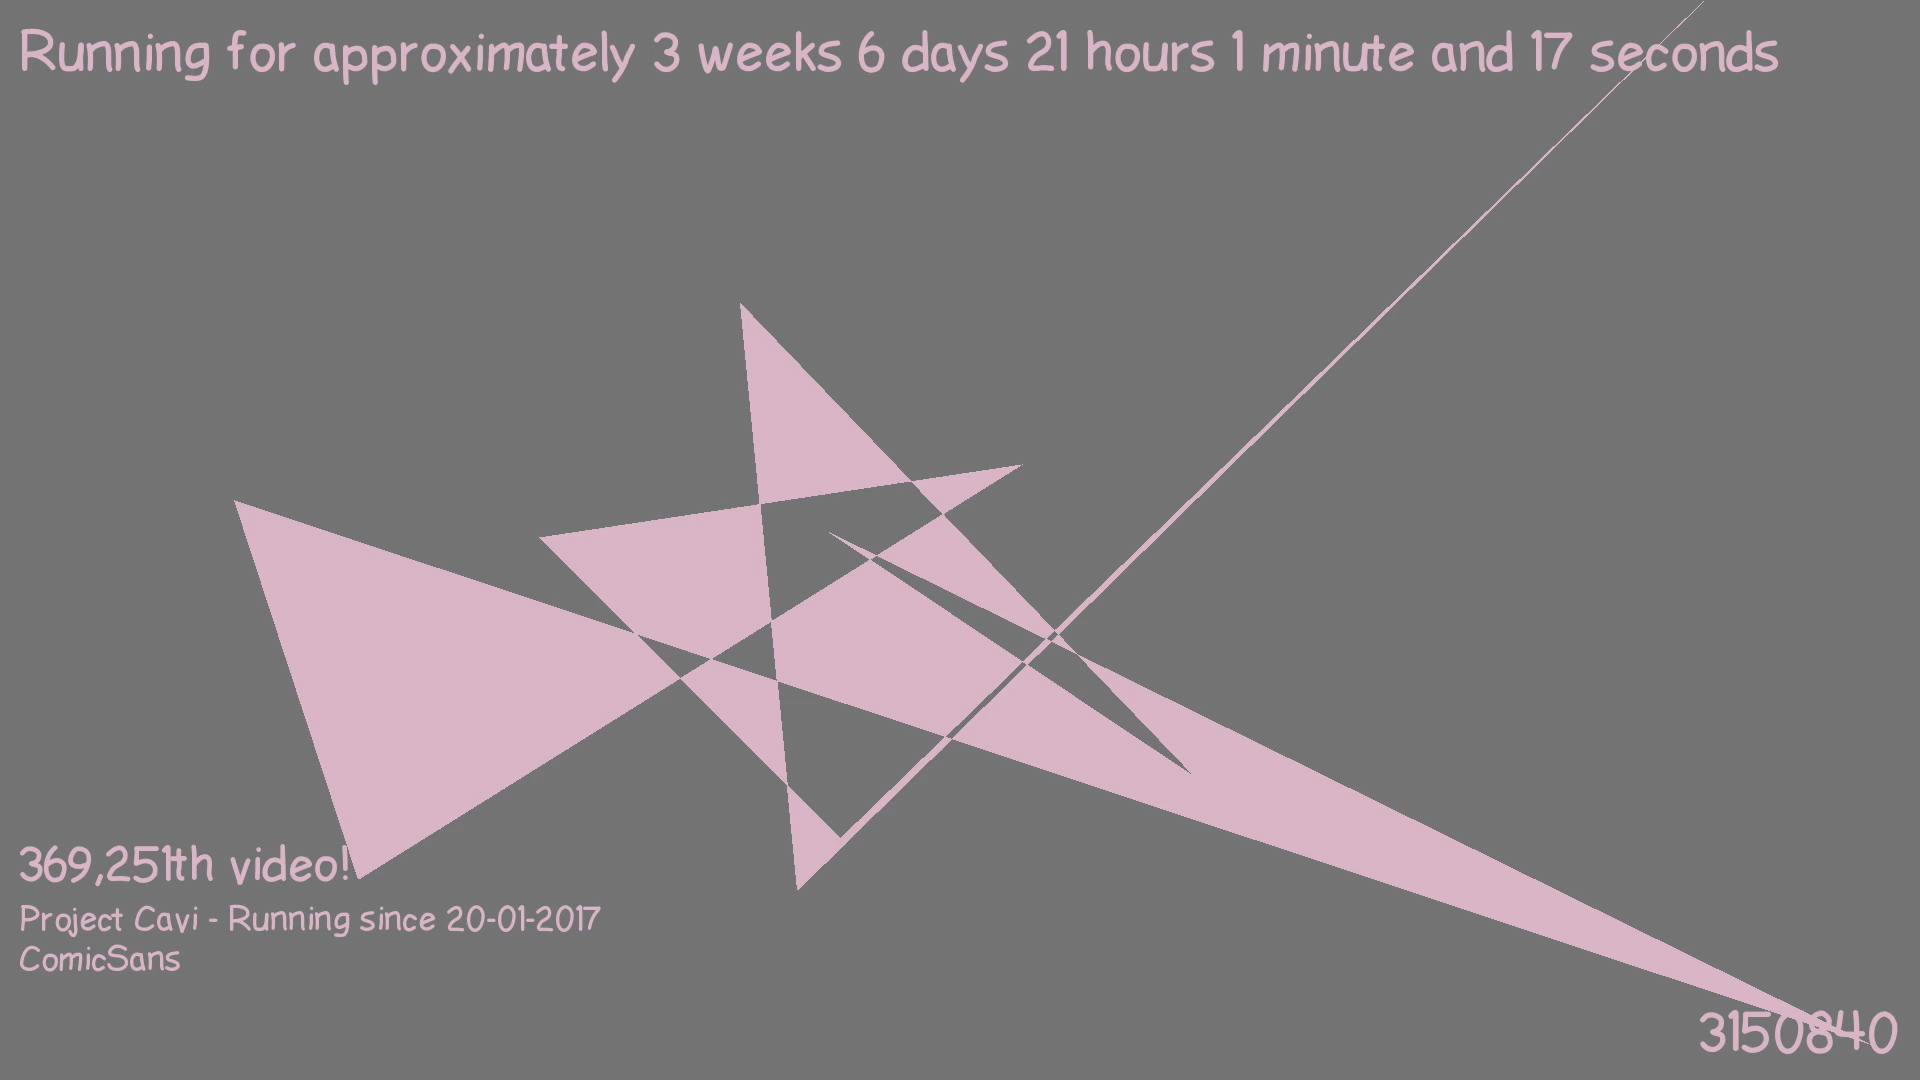 Running for approximately 3 weeks 6 days 21 hours 1 minute and 17 seconds
369,251th video!
Project Cavi - Running since 20-01-2017
ComicSans
3150840